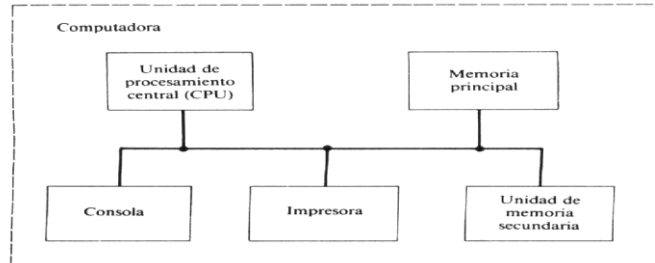 Computadora
Unidad de
procesamiento
central (CPU)
Memoria
principal
Consola
Impresora
Unidad de
memoria
secundaria